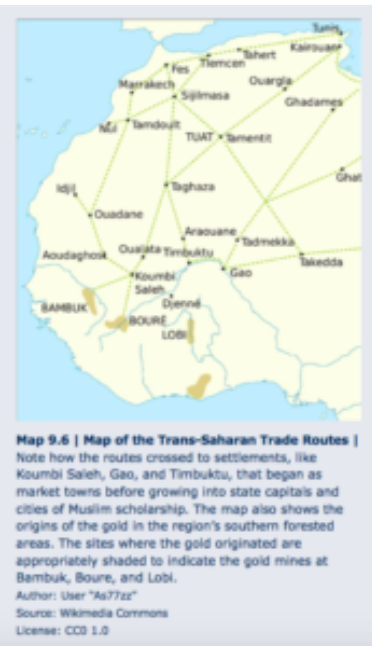 Tunis
Kairouan
Tahert
Tlemcen
Fes
Ouargla
Marrakech
Sijilmasa
Ghadames
Nul
Tamdoult
TUAT
Tamentit
Ghat
Idjil
Taghaza
Ouadane
Araouane
Tadmekka
Oualata
Timbuktu
Aoudaghost
Takedda
Gao
Koumbi
Saleh
Djenné
BAMBUK
BOURE
LOBI
Map 9.6 | Map of the Trans-Saharan Trade Routes |
Note how the routes crossed to settlements, like
Koumbi Saleh, Gao, and Timbuktu, that began as
market towns before growing into state capitals and
cities of Muslim scholarship. The map also shows the
origins of the gold in the region's southern forested
areas. The sites where the gold originated are
appropriately shaded to indicate the gold mines at
Bambuk, Boure, and Lobi.
Author: User "As77zz"
Source: Wikimedia Commons
License: CC0 1.0